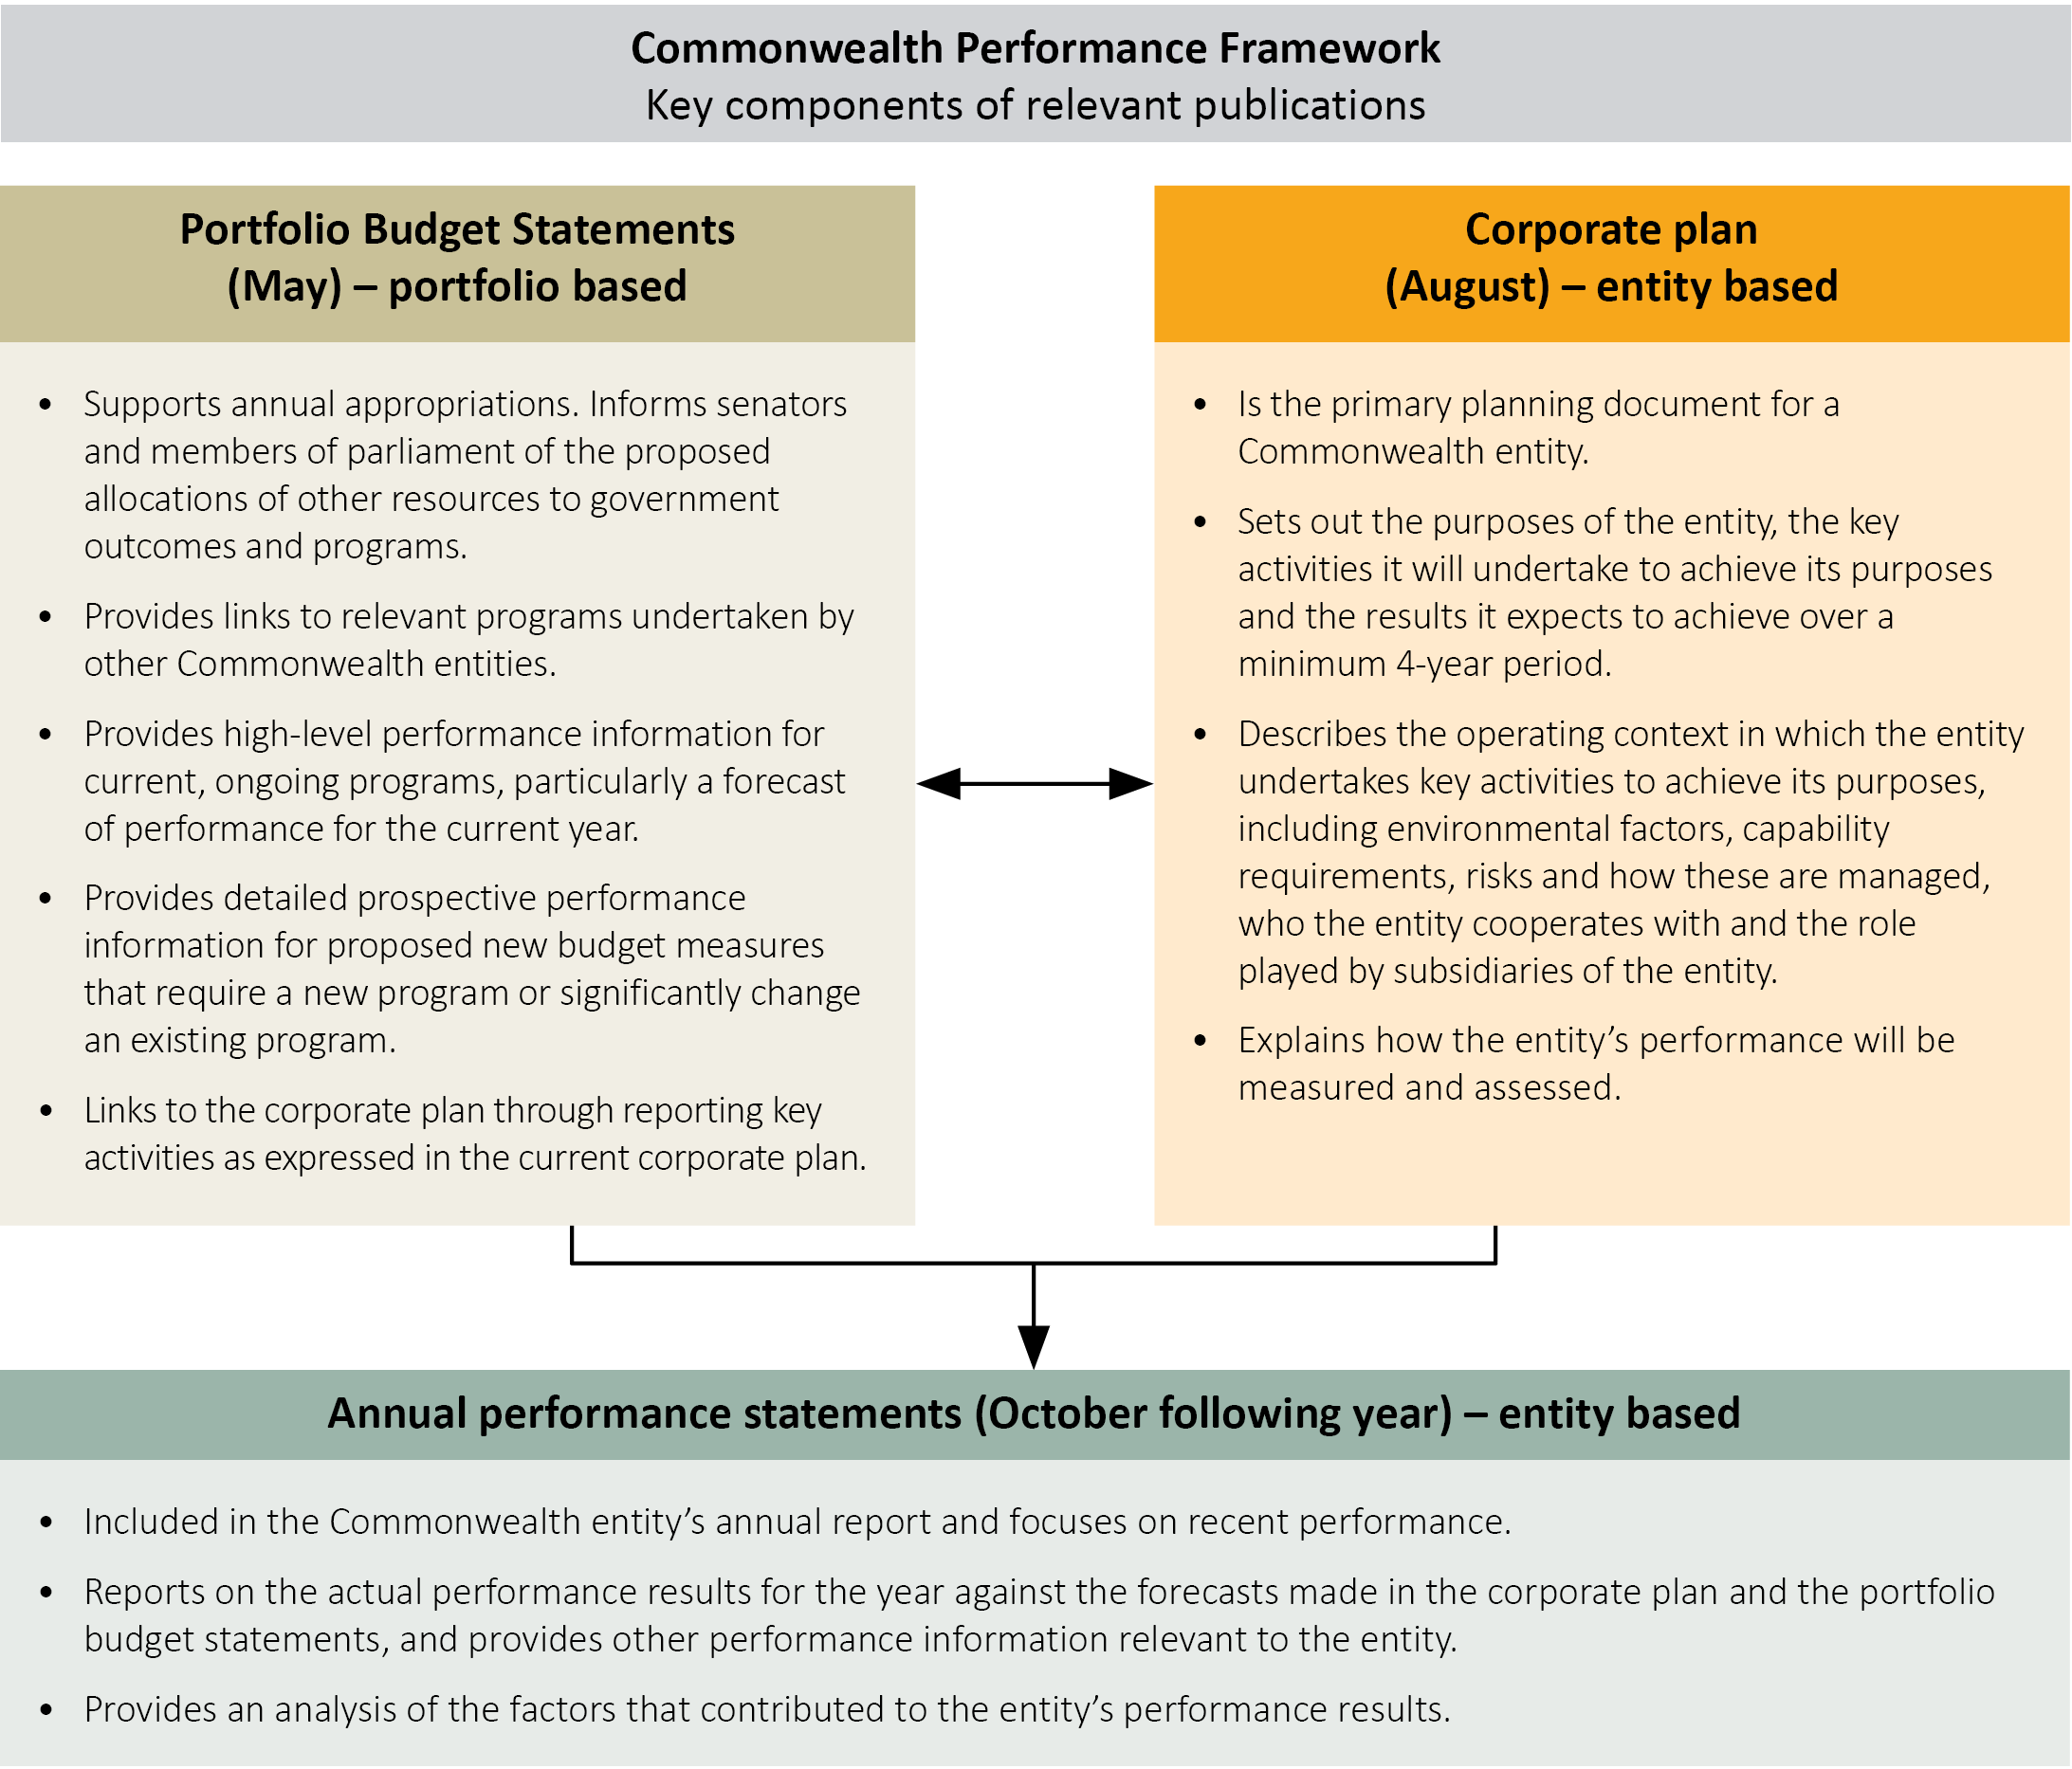 Commonwealth Performance Framework
Key components of relevant publications
Portfolio Budget Statements
(May) – portfolio based
• Supports annual appropriations. Informs senators
and members of parliament of the proposed
allocations of other resources to government
outcomes and programs.
• Provides links to relevant programs undertaken by
other Commonwealth entities.
• Provides high-level performance information for
current, ongoing programs, particularly a forecast
of performance for the current year.
• Provides detailed prospective performance
information for proposed new budget measures
that require a new program or significantly change
an existing program.
• Links to the corporate plan through reporting key
activities as expressed in the current corporate plan.
Corporate plan
(August) – entity based
• Is the primary planning document for a
Commonwealth entity.
• Sets out the purposes of the entity, the key
activities it will undertake to achieve its purposes
and the results it expects to achieve over a
minimum 4-year period.
• Describes the operating context in which the entity
undertakes key activities to achieve its purposes,
including environmental factors, capability
requirements, risks and how these are managed,
who the entity cooperates with and the role
played by subsidiaries of the entity.
• Explains how the entity’s performance will be
measured and assessed.
Annual performance statements (October following year) – entity based
• Included in the Commonwealth entity’s annual report and focuses on recent performance.
• Reports on the actual performance results for the year against the forecasts made in the corporate plan and the portfolio
budget statements, and provides other performance information relevant to the entity.
• Provides an analysis of the factors that contributed to the entity’s performance results.